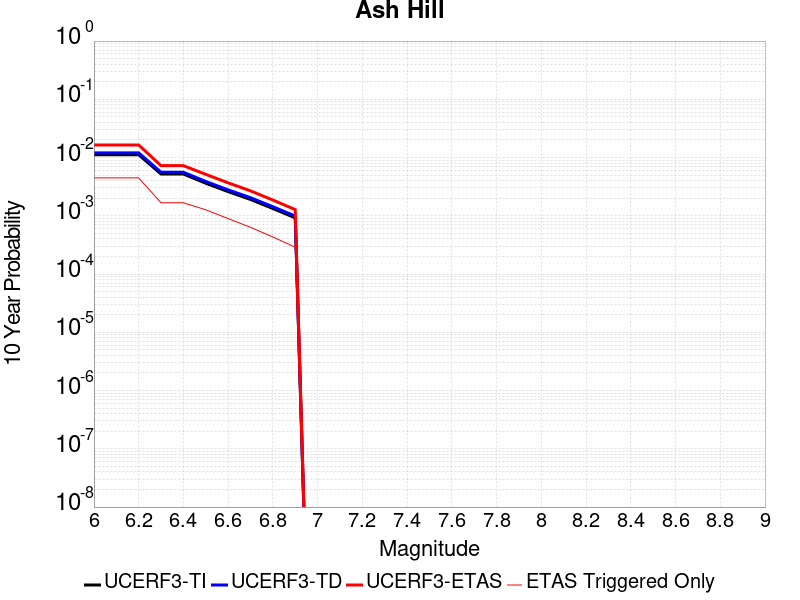 Ash Hill
10 Year Probability
10^0
10^-1
10^-2
10^-3
10^-4
10^-5
10^-6
10^-7
10^-8
6 6.2 6.4 6.6 6.8 7 7.2 7.4 7.6 7.8 8 8.2 8.4 8.6 8.8 9
Magnitude
UCERF3-TI UCERF3-TD UCERF3-ETAS ETAS Triggered Only